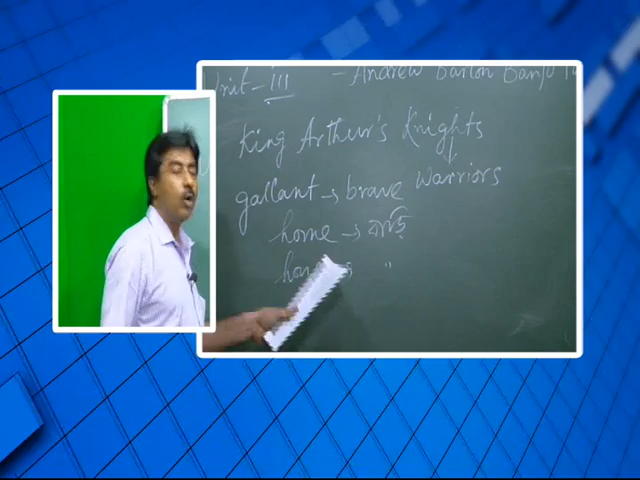 Unit - III - Andrew Barton Banjo
King Arthur's Knights
↓
gallant → brave warriors
home → বাড়ি
"